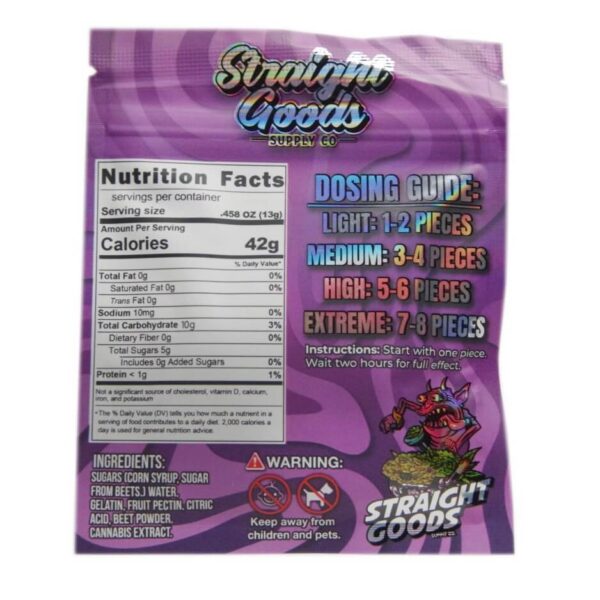 Straight
Goods
SUPPLY CO
Nutrition Facts
servings per container
Serving size .458 OZ (13g)
Amount Per Serving
Calories 42g
% Daily Value*
Total Fat 0g 0%
Saturated Fat 0g 0%
Trans Fat 0g
Sodium 10mg 0%
Total Carbohydrate 10g 3%
Dietary Fiber 0g 0%
Total Sugars 5g
Includes 0g Added Sugars 0%
Protein < 1g 1%
Not a significant source of cholesterol, vitamin D, calcium,
iron, and potassium
*The % Daily Value (DV) tells you how much a nutrient in a
serving of food contributes to a daily diet. 2,000 calories a
day is used for general nutrition advice.
DOSING GUIDE:
LIGHT: 1-2 PIECES
MEDIUM: 3-4 PIECES
HIGH: 5-6 PIECES
EXTREME: 7-8 PIECES
Instructions: Start with one piece.
Wait two hours for full effect.
INGREDIENTS:
SUGARS (CORN SYRUP, SUGAR
FROM BEETS,) WATER,
GELATIN, FRUIT PECTIN, CITRIC
ACID, BEET POWDER,
CANNABIS EXTRACT.
WARNING:
Keep away from
children and pets.
STRAIGHT
GOODS
SUPPLY CO